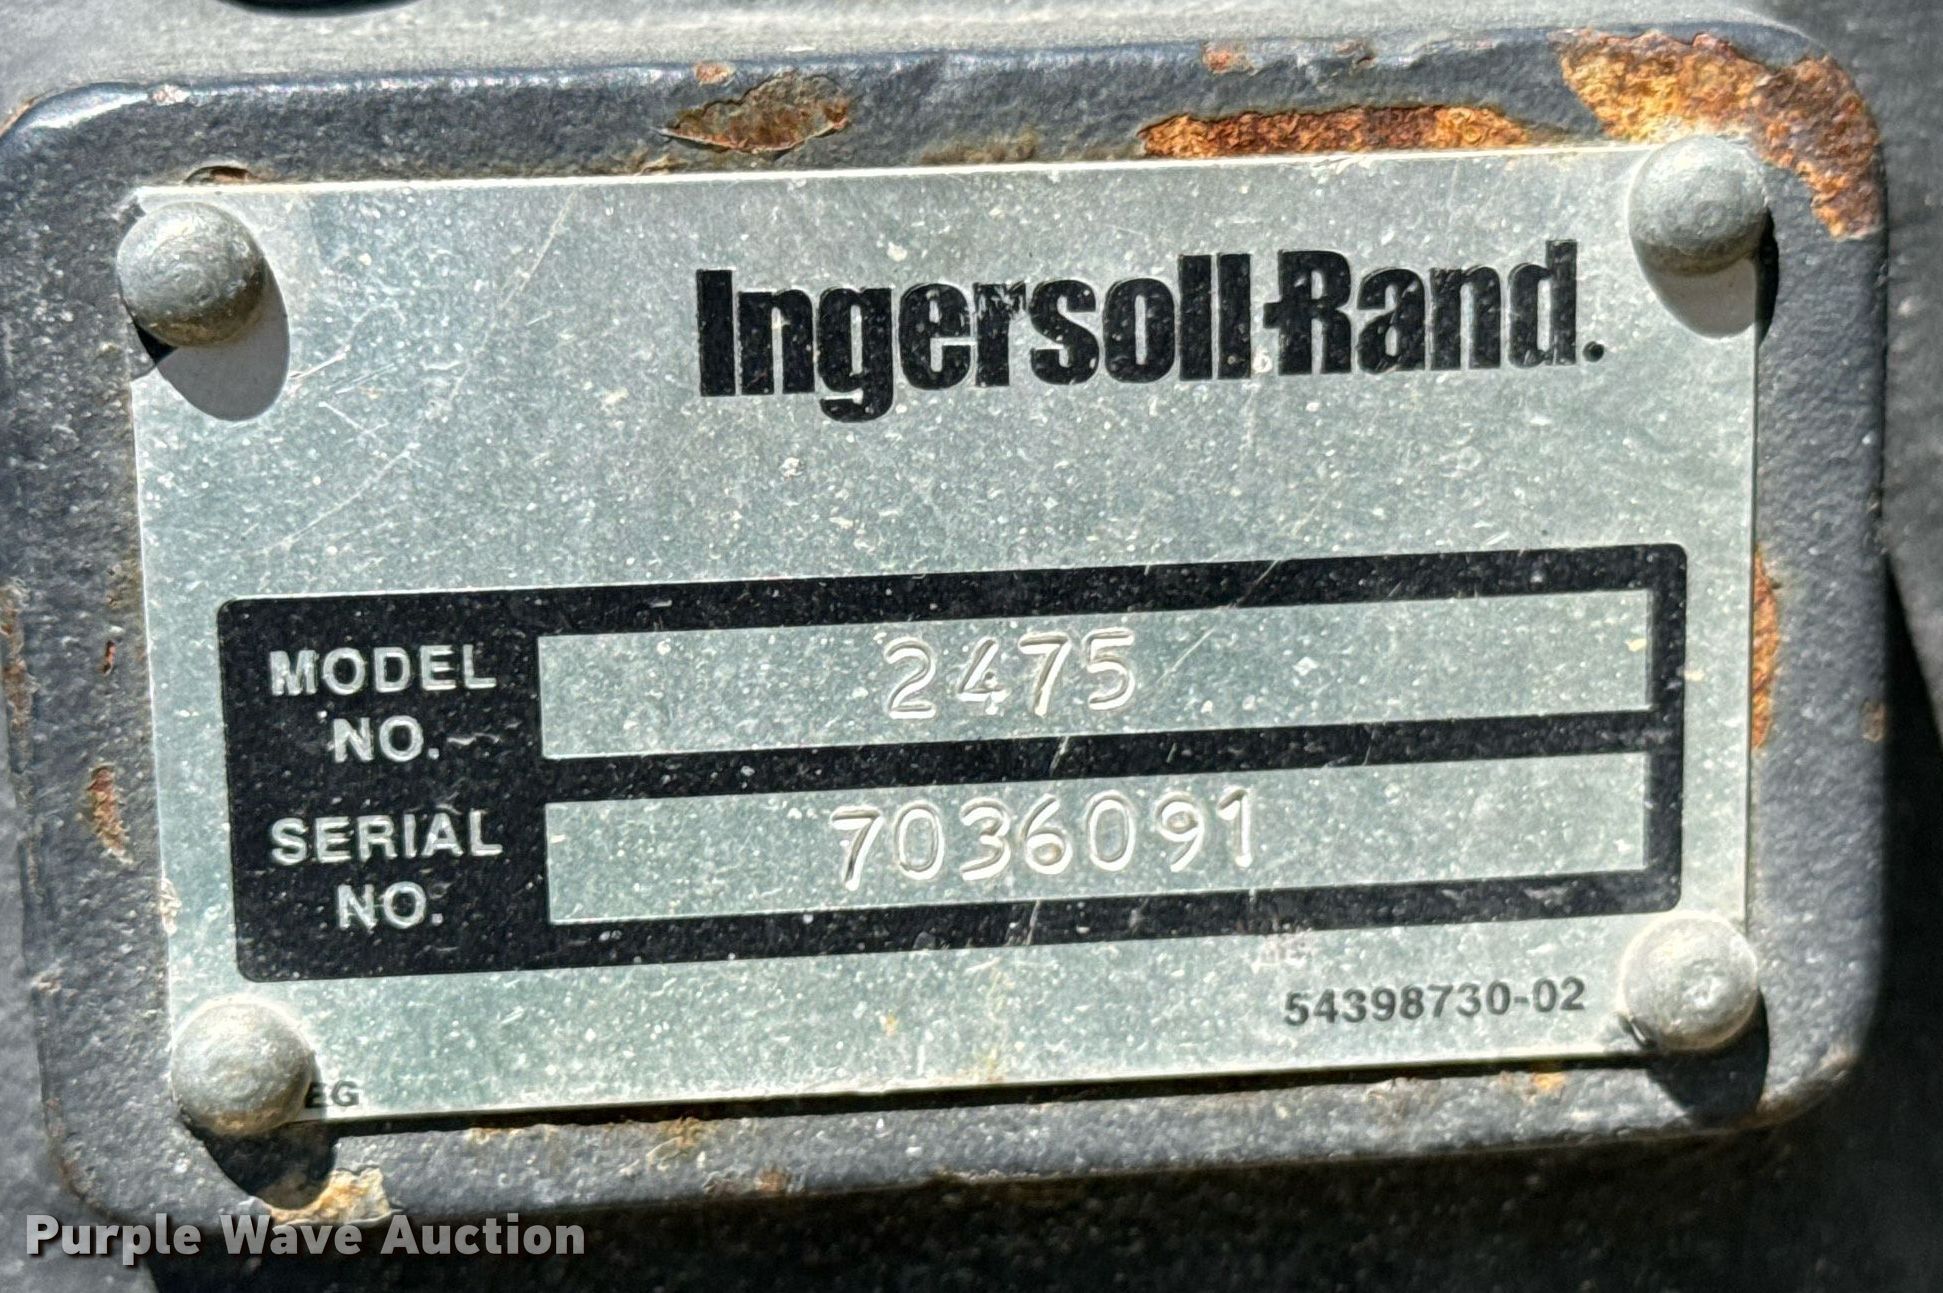 Ingersoll-Rand.
MODEL NO. 2475
SERIAL NO. 7036091
54398730-02
EG
Purple Wave Auction